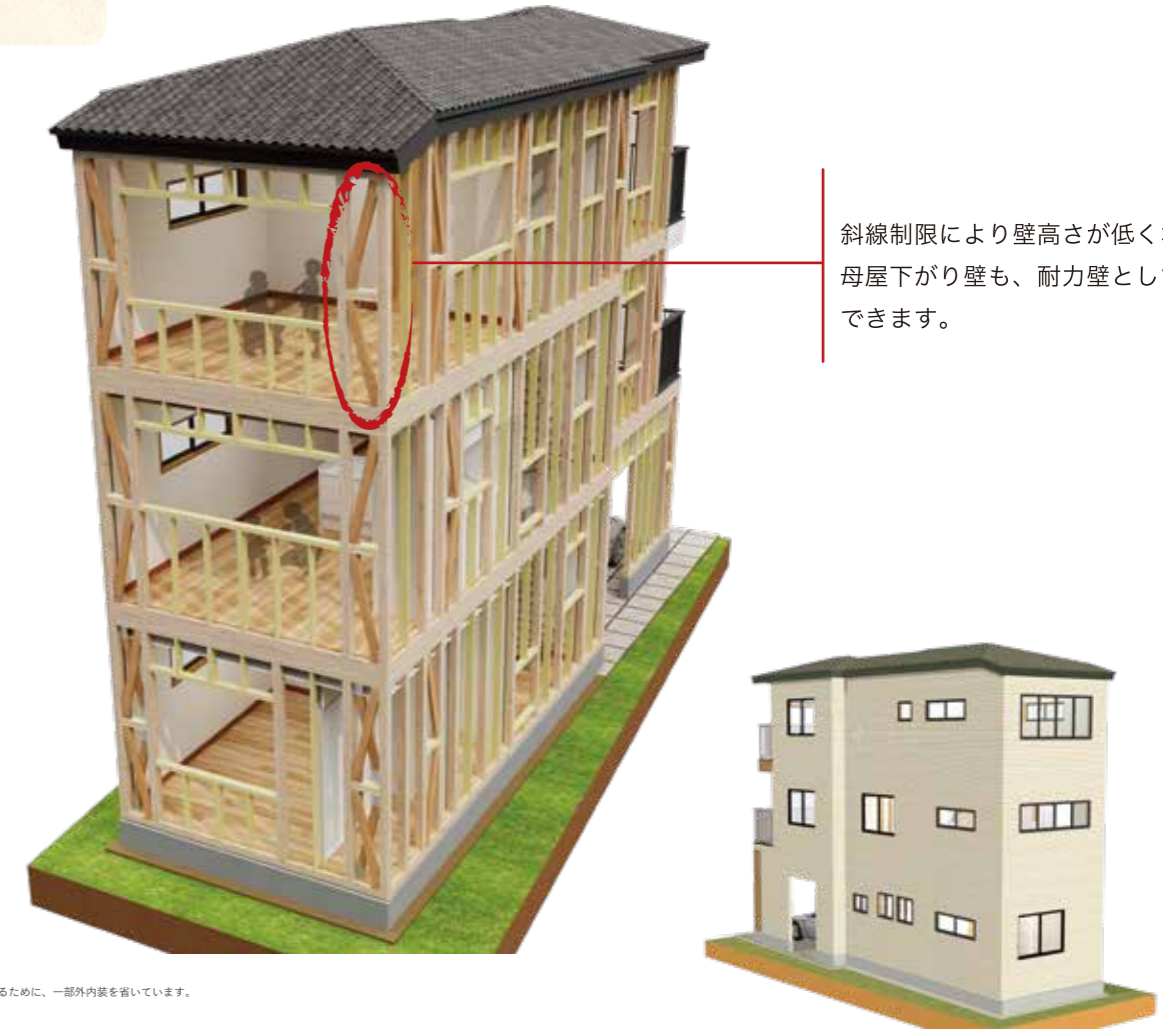 斜線制限により壁高さが低く
母屋下がり壁も、耐力壁として
できます。
るために、一部外内装を省いています。